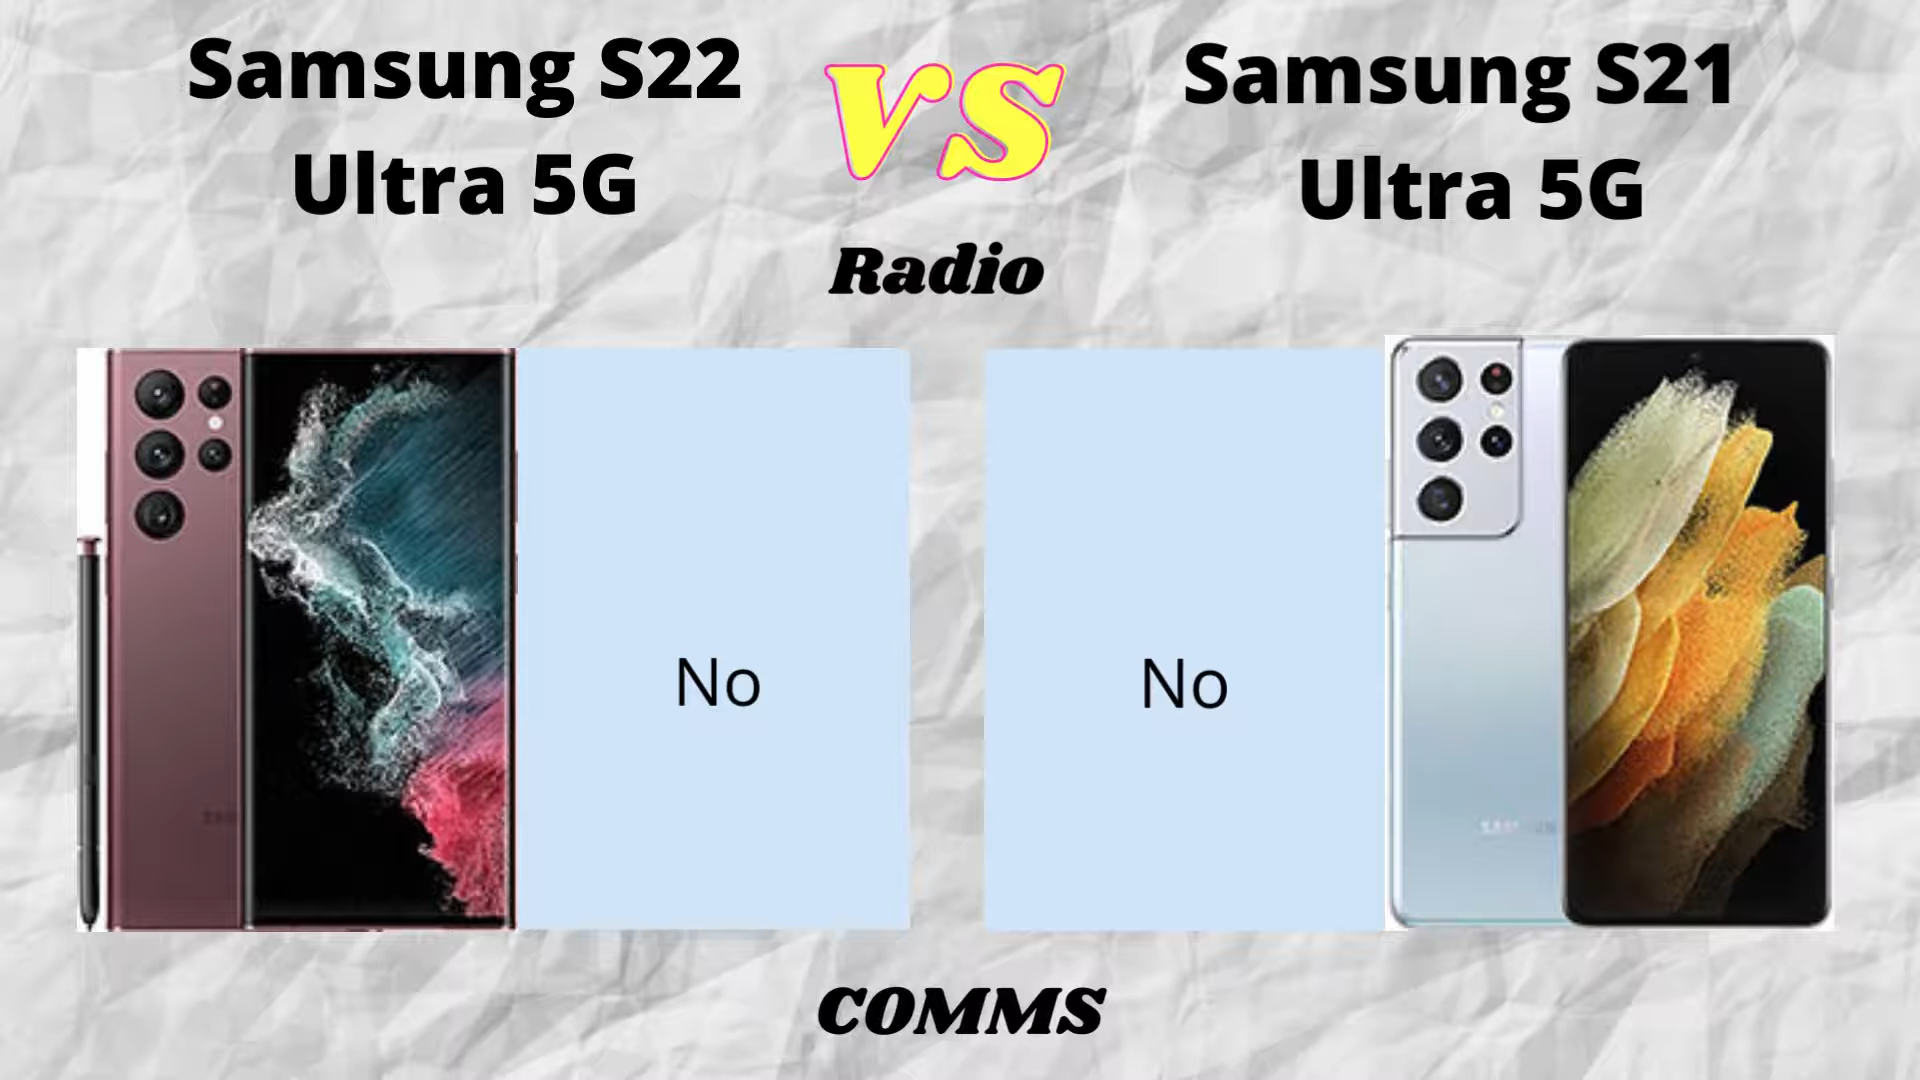 Samsung S22
Ultra 5G
VS
Samsung S21
Ultra 5G
Radio
No
No
COMMS